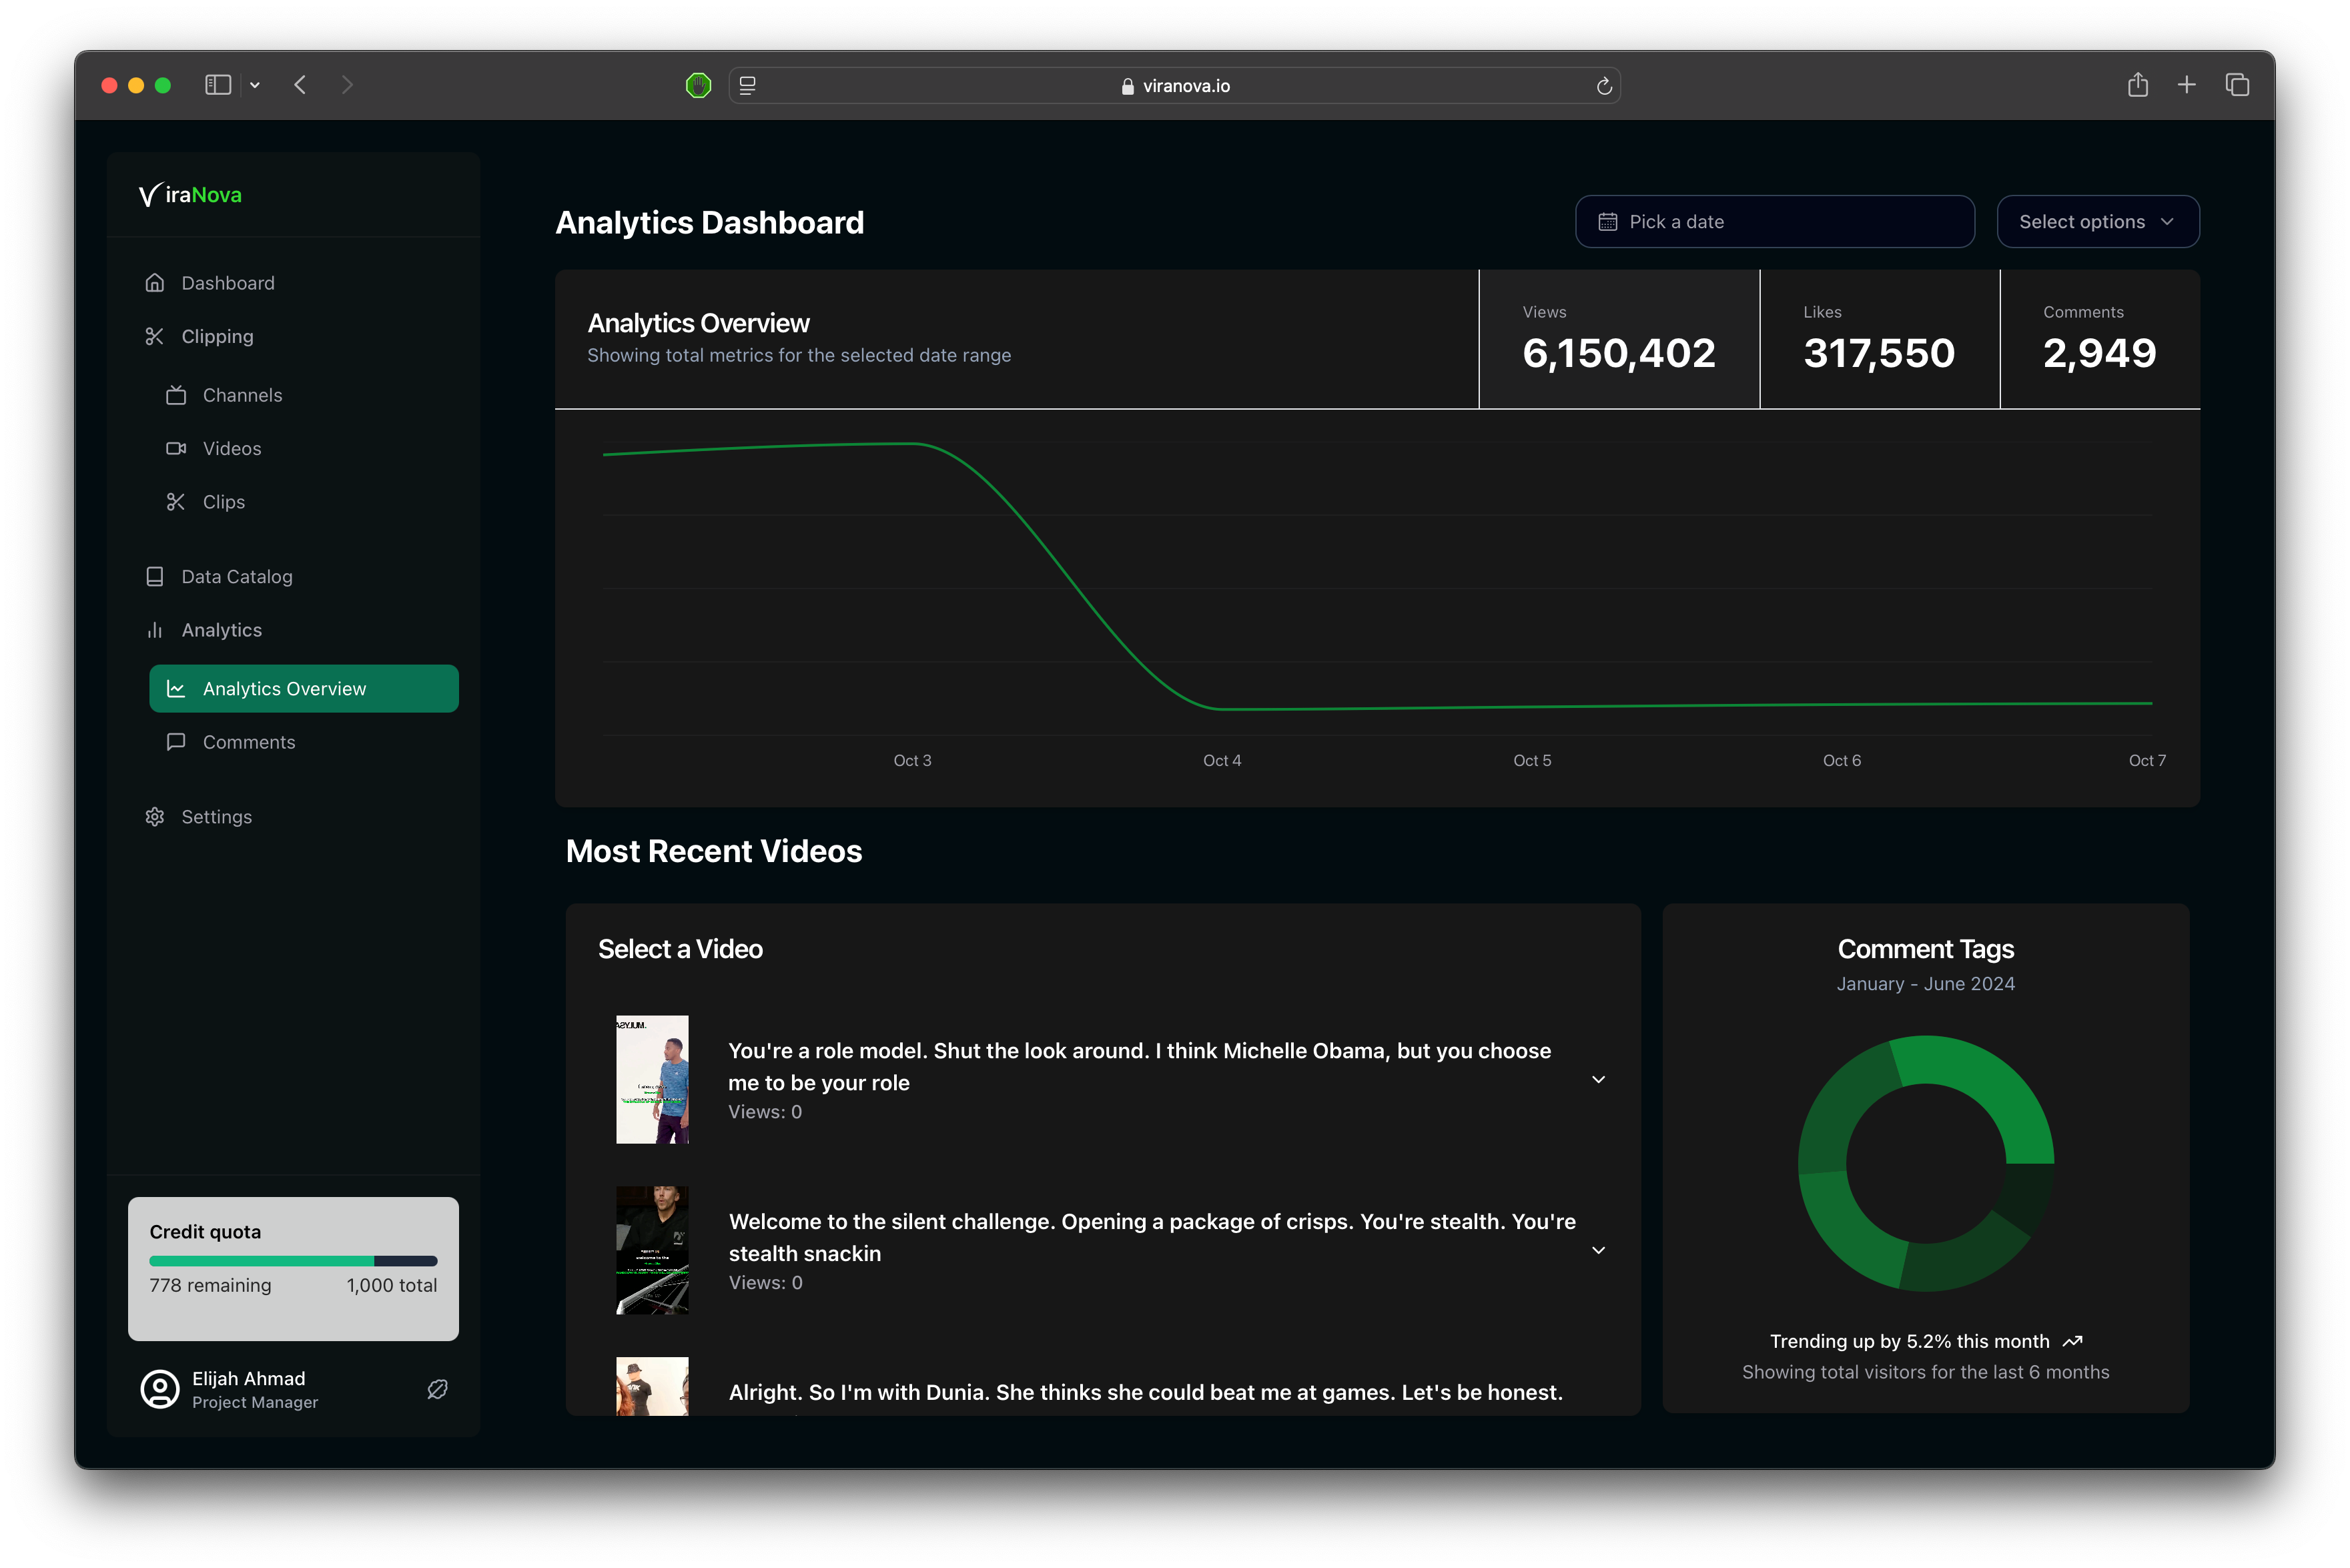 viranova.io
ViraNova
Dashboard
Clipping
Channels
Videos
Clips
Data Catalog
Analytics
Analytics Overview
Comments
Settings
Credit quota
778 remaining
1,000 total
Elijah Ahmad
Project Manager
Analytics Dashboard
Pick a date
Select options
Analytics Overview
Showing total metrics for the selected date range
Views
6,150,402
Likes
317,550
Comments
2,949
Oct 3
Oct 4
Oct 5
Oct 6
Oct 7
Most Recent Videos
Select a Video
ASYJUM.
You're a role model. Shut the look around. I think Michelle Obama, but you choose
me to be your role
Views: 0
Welcome to the silent challenge. Opening a package of crisps. You're stealth. You're
stealth snackin
Views: 0
Alright. So I'm with Dunia. She thinks she could beat me at games. Let's be honest.
Comment Tags
January - June 2024
Trending up by 5.2% this month
Showing total visitors for the last 6 months